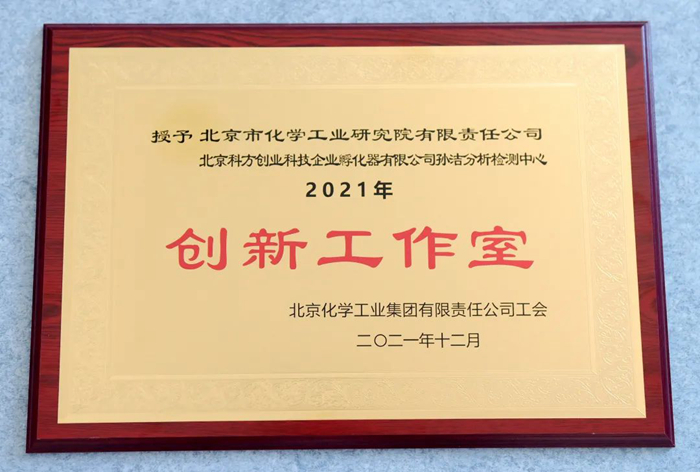 授予 北京市化学工业研究院有限责任公司
北京科方创业科技企业孵化器有限公司孙洁分析检测中心
2021年
创新工作室
北京化学工业集团有限责任公司工会
二〇二一年十二月